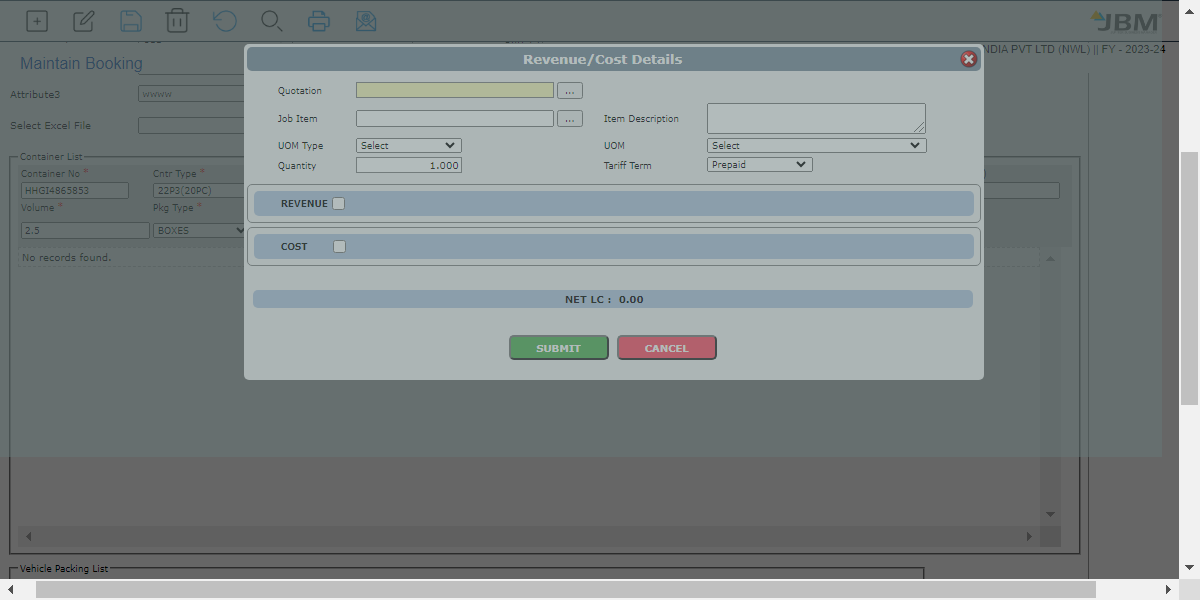 JBM
INDIA PVT LTD (NWL) || FY - 2023-24
Maintain Booking
Revenue/Cost Details
Attribute3
wwww
Select Excel File
Quotation
...
Job Item
...
Item Description
UOM Type
Select
UOM
Select
Quantity
1.000
Tariff Term
Prepaid
Container List
Container No *
Cntr Type *
HHGI4865853
22P3(20PC)
Volume *
Pkg Type *
2.5
BOXES
No records found.
REVENUE
COST
NET LC : 0.00
SUBMIT
CANCEL
Vehicle Packing List